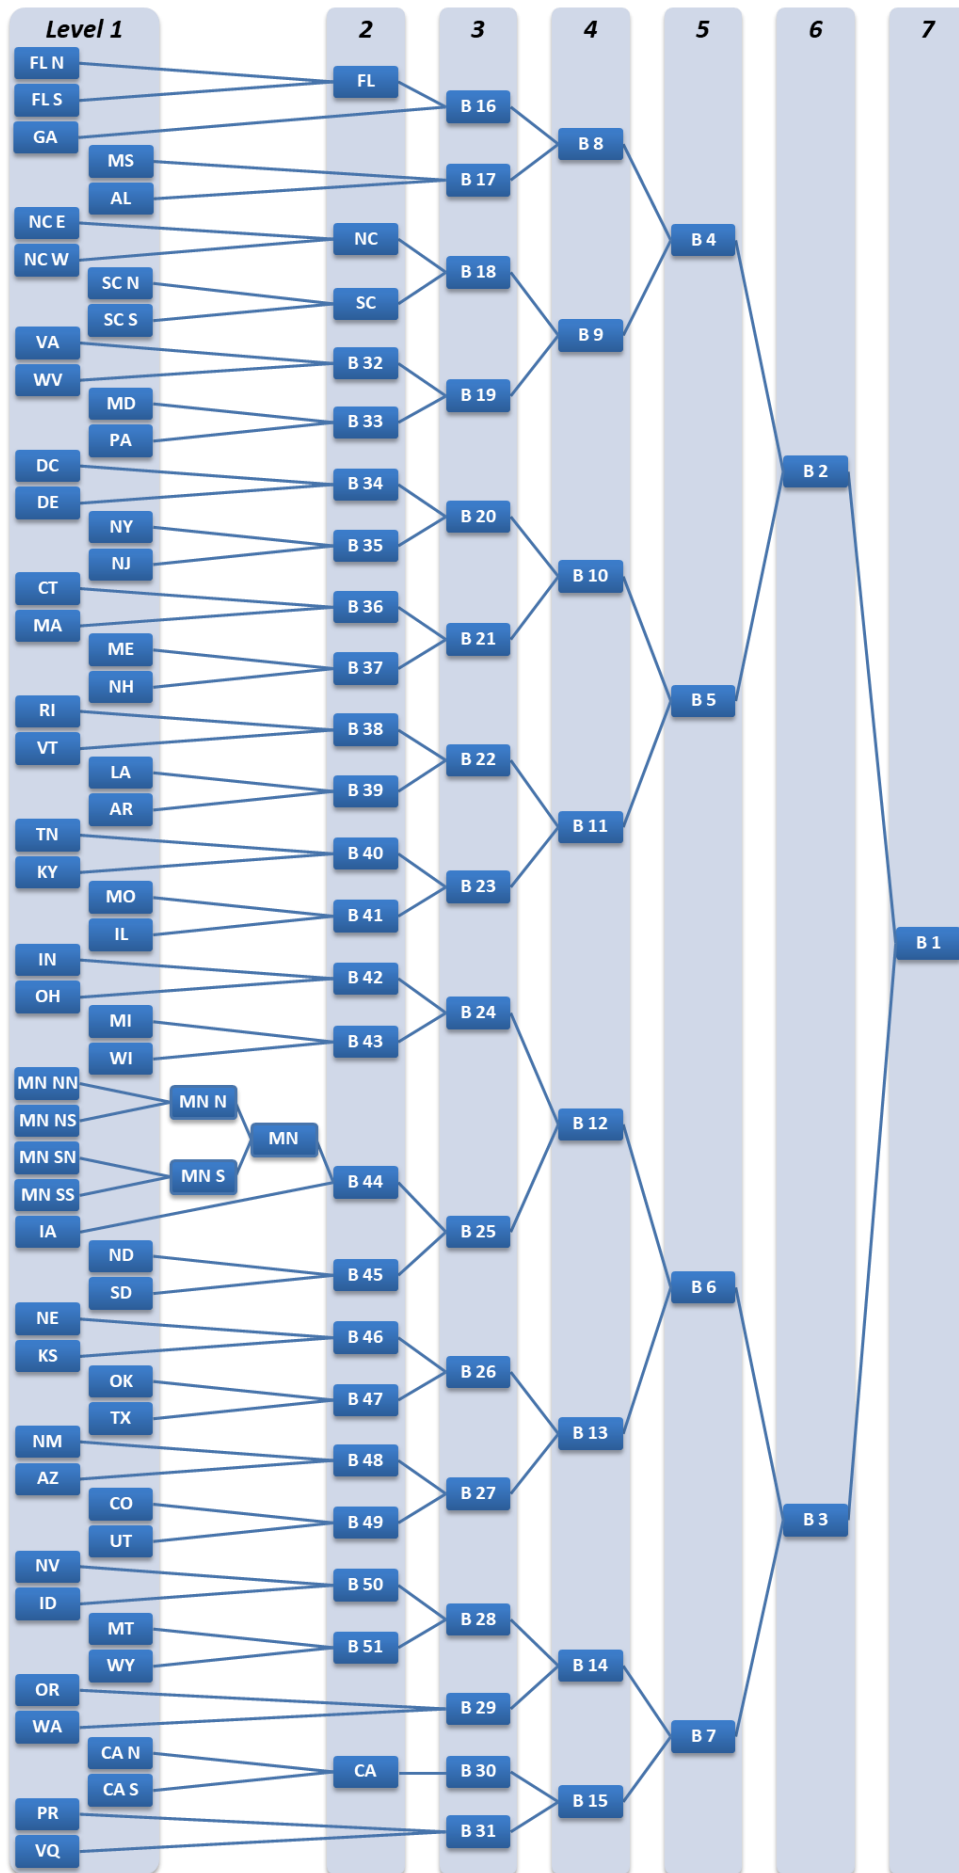 Level 1 2 3 4 5 6 7
FL N
FL
FL S
B 16
GA
B 8
MS
B 17
AL
NC E
NC
B 4
NC W
B 18
SC N
SC
SC S
B 9
VA
B 32
WV
B 19
MD
B 33
PA
DC
B 2
B 34
DE
B 20
NY
B 35
NJ
B 10
CT
B 36
MA
B 21
ME
B 37
NH
B 5
RI
B 38
VT
B 22
LA
B 39
AR
B 11
TN
B 40
KY
B 23
MO
B 41
IL
B 1
IN
B 42
OH
B 24
MI
B 43
WI
MN NN
MN N
MN NS
B 12
MN
MN SN
MN S
B 44
MN SS
IA
B 25
ND
B 45
SD
B 6
NE
B 46
KS
B 26
OK
B 47
TX
B 13
NM
B 48
AZ
B 27
CO
B 49
B 3
UT
NV
B 50
ID
B 28
MT
B 51
WY
B 14
OR
B 29
WA
B 7
CA N
CA
B 30
CA S
B 15
PR
B 31
VQ